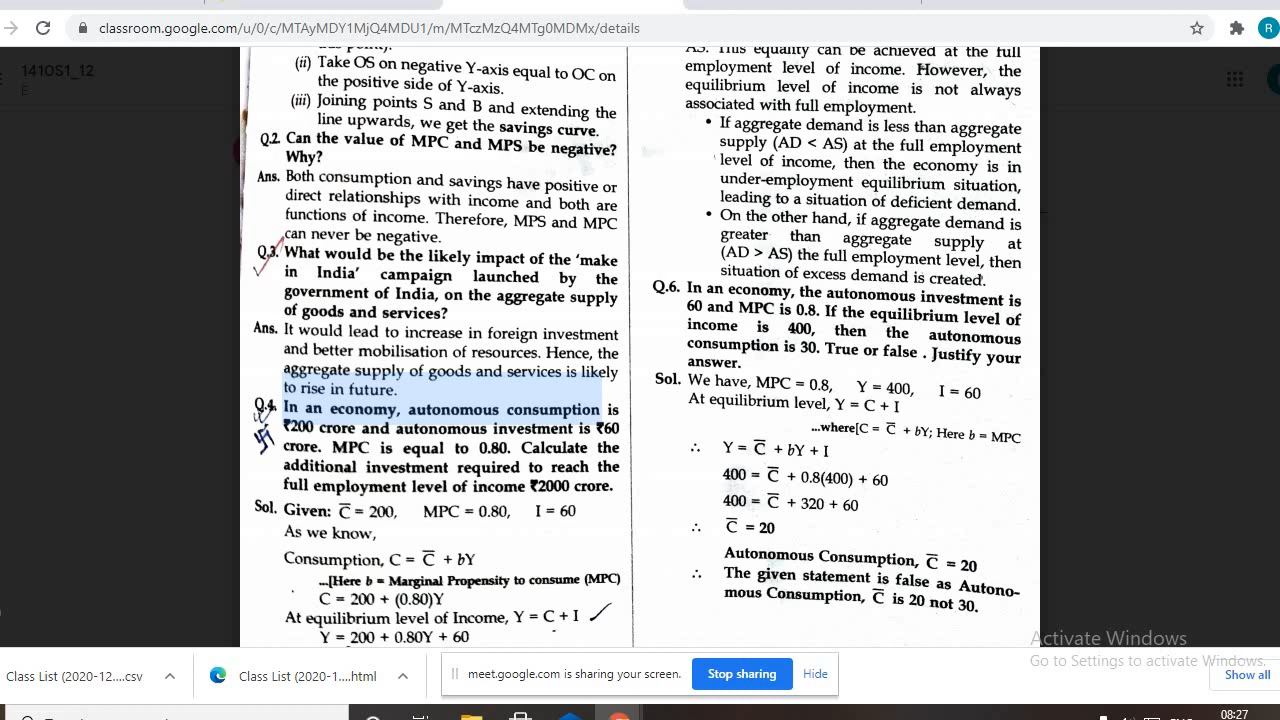 classroom.google.com/u/0/c/MTAyMDY1MjQ4MDU1/m/MTczMzQ4MTg0MDMx/details
R
1410S1_12
E
(ii) Take OS on negative Y-axis equal to OC on
the positive side of Y-axis.
(iii) Joining points S and B and extending the
line upwards, we get the savings curve.
Q.2. Can the value of MPC and MPS be negative?
Why?
Ans. Both consumption and savings have positive or
direct relationships with income and both are
functions of income. Therefore, MPS and MPC
can never be negative.
Q.3. What would be the likely impact of the ‘make
in India’ campaign launched by the
government of India, on the aggregate supply
of goods and services?
Ans. It would lead to increase in foreign investment
and better mobilisation of resources. Hence, the
aggregate supply of goods and services is likely
to rise in future.
Q.4. In an economy, autonomous consumption is
₹200 crore and autonomous investment is ₹60
crore. MPC is equal to 0.80. Calculate the
additional investment required to reach the
full employment level of income ₹2000 crore.
Sol. Given: C̅ = 200, MPC = 0.80, I = 60
As we know,
Consumption, C = C̅ + bY
...[Here b = Marginal Propensity to consume (MPC)
C = 200 + (0.80)Y
At equilibrium level of Income, Y = C + I
Y = 200 + 0.80Y + 60
AS. This equality can be achieved at the full
employment level of income. However, the
equilibrium level of income is not always
associated with full employment.
• If aggregate demand is less than aggregate
supply (AD < AS) at the full employment
level of income, then the economy is in
under-employment equilibrium situation,
leading to a situation of deficient demand.
• On the other hand, if aggregate demand is
greater than aggregate supply at
(AD > AS) the full employment level, then
situation of excess demand is created.
Q.6. In an economy, the autonomous investment is
60 and MPC is 0.8. If the equilibrium level of
income is 400, then the autonomous
consumption is 30. True or false . Justify your
answer.
Sol. We have, MPC = 0.8, Y = 400, I = 60
At equilibrium level, Y = C + I
...where[C = C̅ + bY; Here b = MPC
∴ Y = C̅ + bY + I
400 = C̅ + 0.8(400) + 60
400 = C̅ + 320 + 60
∴ C̅ = 20
Autonomous Consumption, C̅ = 20
∴ The given statement is false as Autono-
mous Consumption, C̅ is 20 not 30.
Activate Windows
Go to Settings to activate Windows.
Class List (2020-12....csv
Class List (2020-1....html
meet.google.com is sharing your screen.
Stop sharing
Hide
Show all
08:27